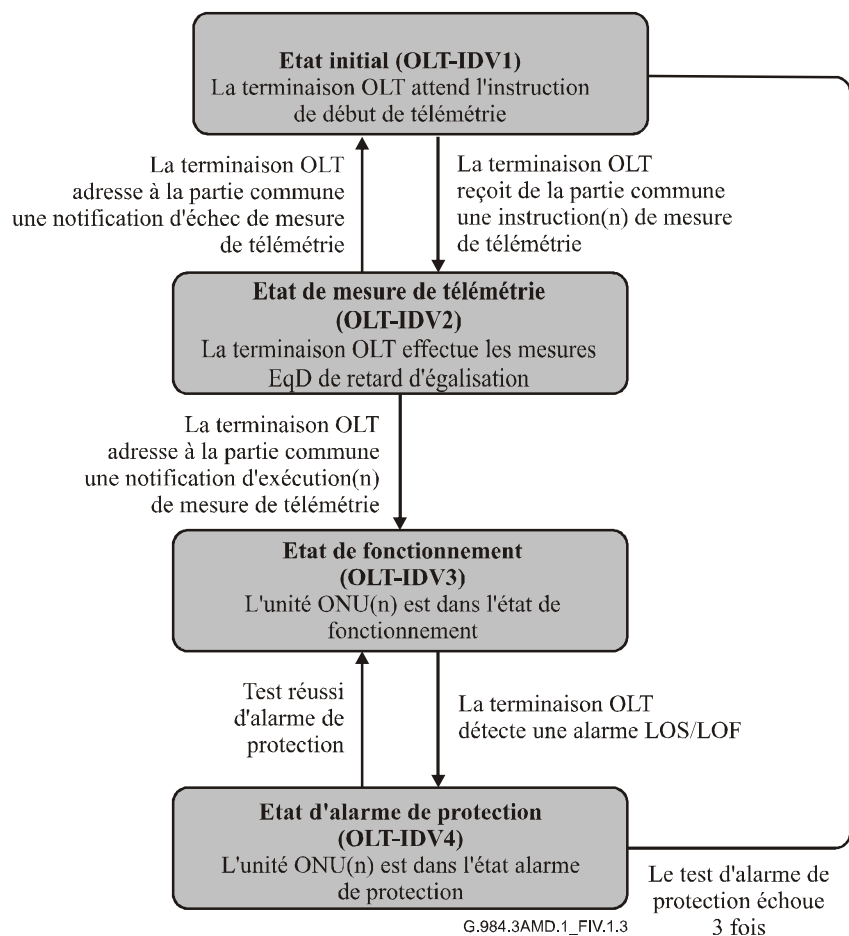 Etat initial (OLT-IDV1)
La terminaison OLT attend l'instruction
de début de télémétrie
La terminaison OLT
adresse à la partie commune
une notification d'échec de mesure
de télémétrie
La terminaison OLT
reçoit de la partie commune
une instruction(n) de mesure
de télémétrie
Etat de mesure de télémétrie
(OLT-IDV2)
La terminaison OLT effectue les mesures
EqD de retard d'égalisation
La terminaison OLT
adresse à la partie commune
une notification d'exécution(n)
de mesure de télémétrie
Etat de fonctionnement
(OLT-IDV3)
L'unité ONU(n) est dans l'état de
fonctionnement
Test réussi
d'alarme de
protection
La terminaison OLT
détecte une alarme LOS/LOF
Etat d'alarme de protection
(OLT-IDV4)
L'unité ONU(n) est dans l'état alarme
de protection
Le test d'alarme de
protection échoue
3 fois
G.984.3AMD.1_FIV.1.3